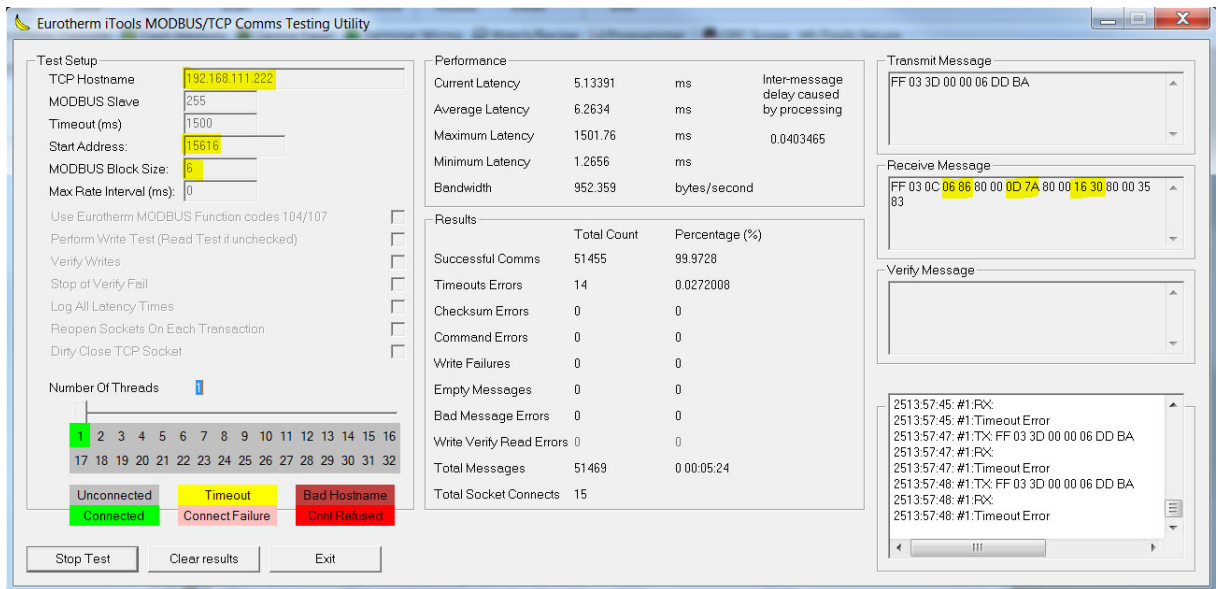 Eurotherm iTools MODBUS/TCP Comms Testing Utility
Test Setup
TCP Hostname 192.168.111.222
MODBUS Slave 255
Timeout (ms) 1500
Start Address: 15616
MODBUS Block Size: 6
Max Rate Interval (ms): 0
Use Eurotherm MODBUS Function codes 104/107
Perform Write Test (Read Test if unchecked)
Verify Writes
Stop of Verify Fail
Log All Latency Times
Reopen Sockets On Each Transaction
Dirty Close TCP Socket
Number Of Threads 1
1 2 3 4 5 6 7 8 9 10 11 12 13 14 15 16
17 18 19 20 21 22 23 24 25 26 27 28 29 30 31 32
Unconnected Timeout Bad Hostname
Connected Connect Failure Cnnt Refused
Stop Test Clear results Exit
Performance
Current Latency 5.13391 ms
Average Latency 6.2634 ms
Maximum Latency 1501.76 ms
Minimum Latency 1.2656 ms
Bandwidth 952.359 bytes/second
Inter-message
delay caused
by processing
0.0403465
Results
Total Count Percentage (%)
Successful Comms 51455 99.9728
Timeouts Errors 14 0.0272008
Checksum Errors 0 0
Command Errors 0 0
Write Failures 0 0
Empty Messages 0 0
Bad Message Errors 0 0
Write Verify Read Errors 0 0
Total Messages 51469 0 00:05:24
Total Socket Connects 15
Transmit Message
FF 03 3D 00 00 06 DD BA
Receive Message
FF 03 0C 06 86 80 00 0D 7A 80 00 16 30 80 00 35
83
Verify Message
2513:57:45: #1:RX:
2513:57:45: #1:Timeout Error
2513:57:47: #1:TX: FF 03 3D 00 00 06 DD BA
2513:57:47: #1:RX:
2513:57:47: #1:Timeout Error
2513:57:48: #1:TX: FF 03 3D 00 00 06 DD BA
2513:57:48: #1:RX:
2513:57:48: #1:Timeout Error